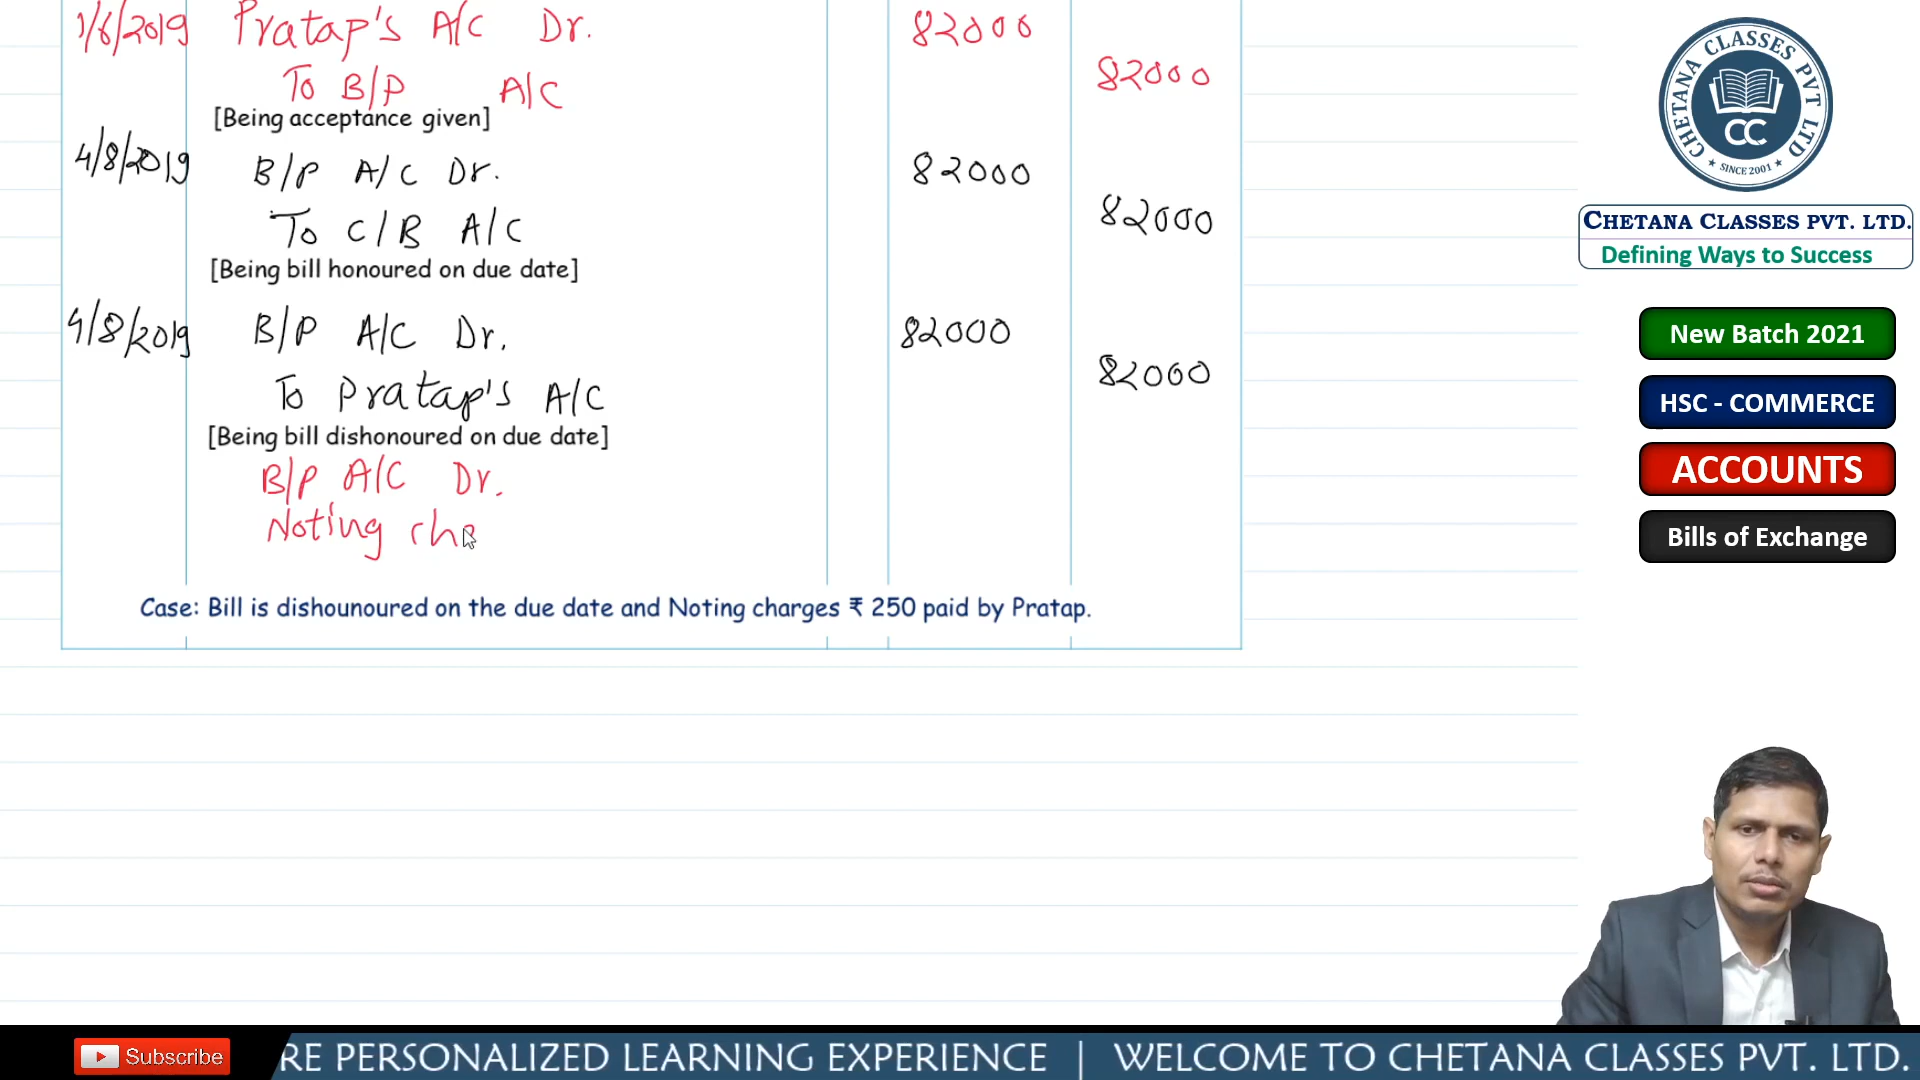 1/6/2019 Pratap's A/C Dr. 82000
To B/P A/C 82000
[Being acceptance given]
4/8/2019 B/P A/C Dr. 82000
To C/B A/C 82000
[Being bill honoured on due date]
4/8/2019 B/P A/C Dr. 82000
To Pratap's A/C 82000
[Being bill dishonoured on due date]
B/P A/C Dr.
Noting cha
Case: Bill is dishounoured on the due date and Noting charges ₹ 250 paid by Pratap.
CHETANA CLASSES PVT LTD
CC
SINCE 2001
CHETANA CLASSES PVT. LTD.
Defining Ways to Success
New Batch 2021
HSC - COMMERCE
ACCOUNTS
Bills of Exchange
Subscribe
RE PERSONALIZED LEARNING EXPERIENCE | WELCOME TO CHETANA CLASSES PVT. LTD.